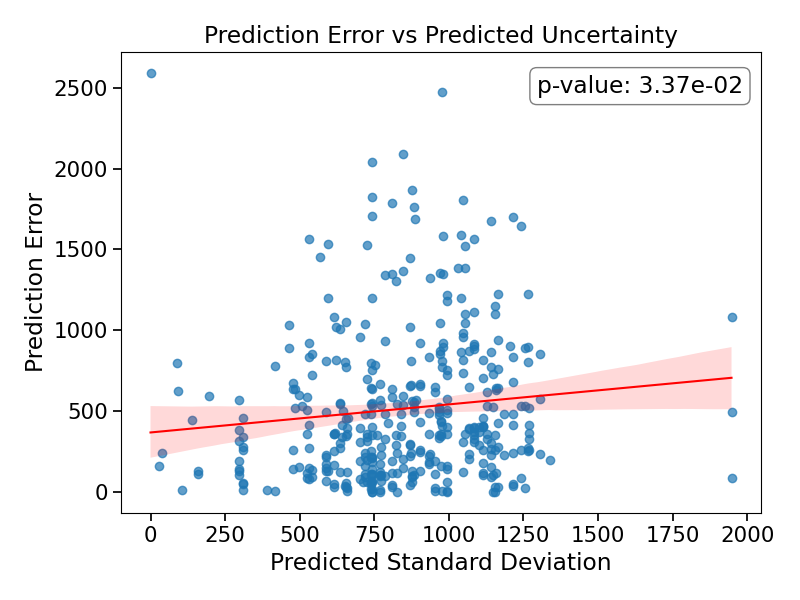 Prediction Error vs Predicted Uncertainty
p-value: 3.37e-02
Prediction Error
2500
2000
1500
1000
500
0
0 250 500 750 1000 1250 1500 1750 2000
Predicted Standard Deviation